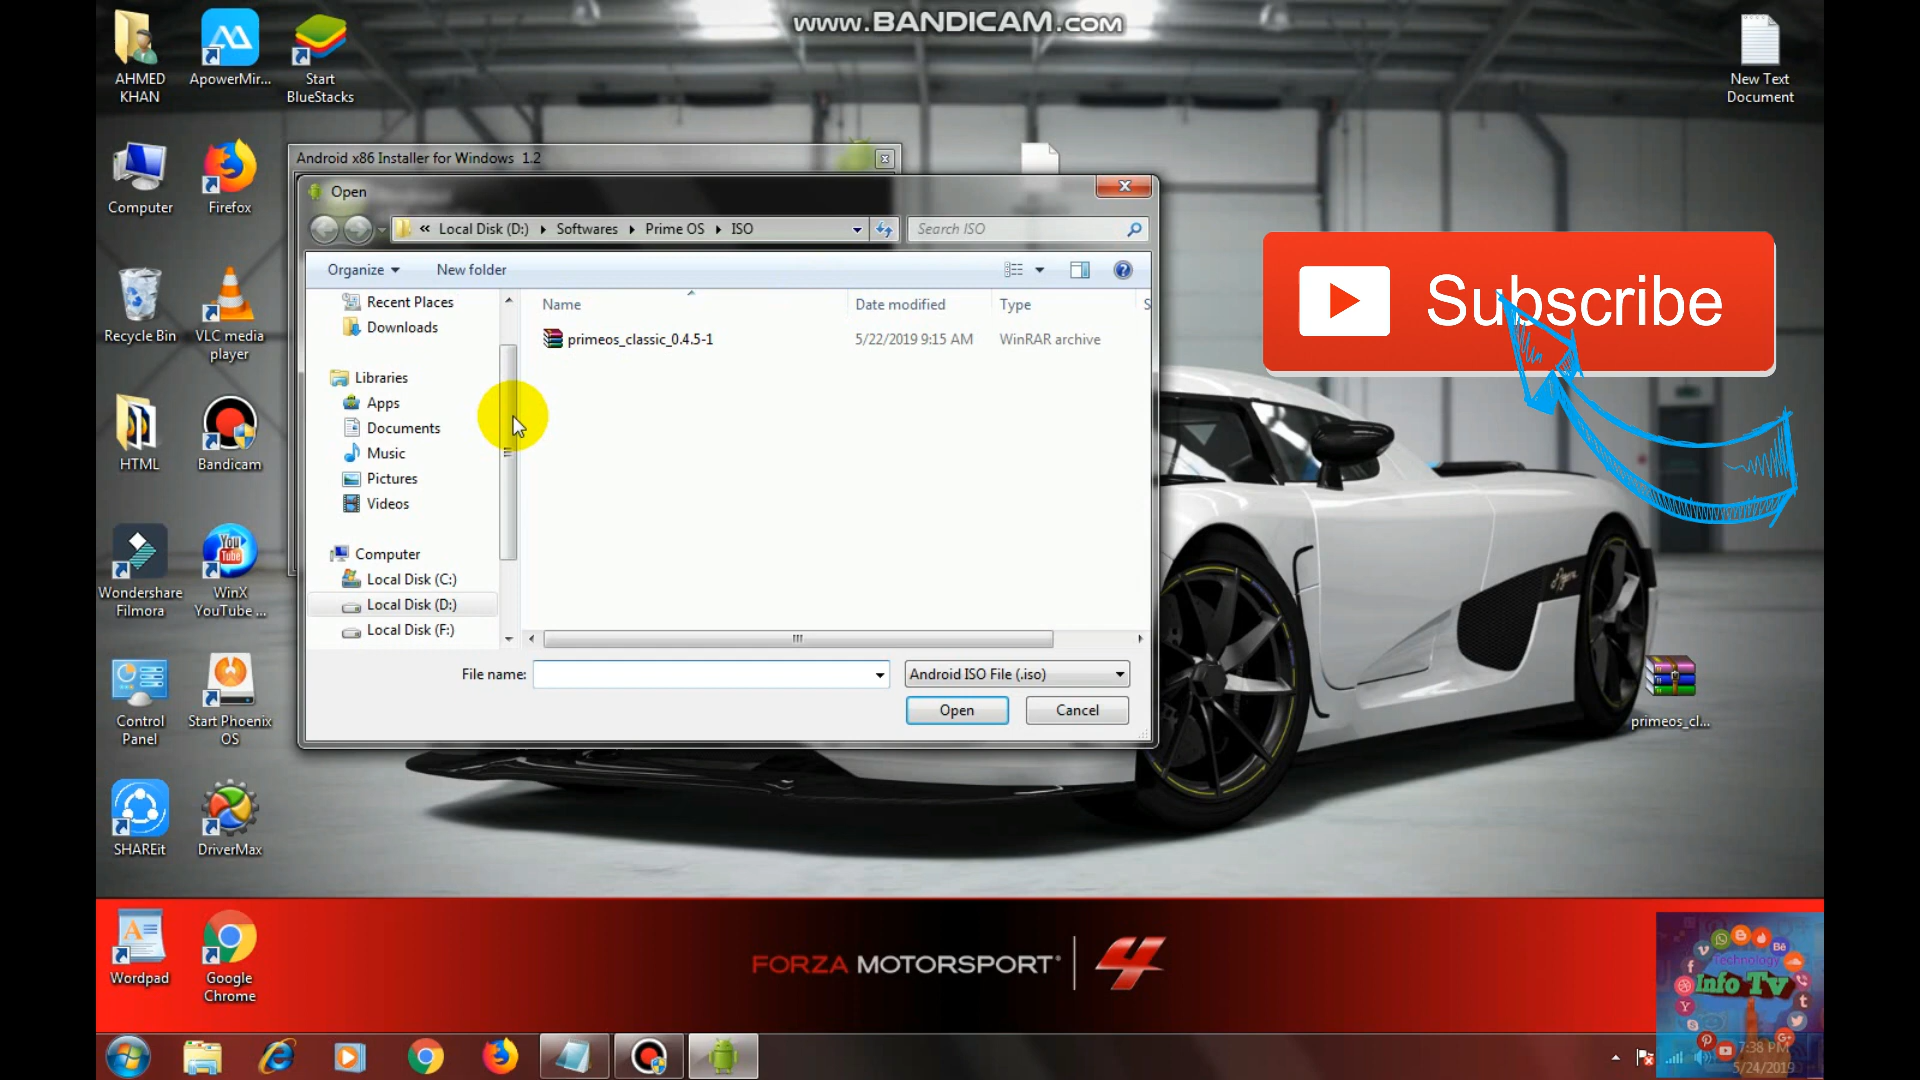 www.BANDICAM.com
AHMED KHAN
ApowerMir...
Start BlueStacks
New Text Document
Computer
Firefox
Recycle Bin
VLC media player
HTML
Bandicam
Wondershare Filmora
WinX YouTube ...
Control Panel
Start Phoenix OS
SHAREit
DriverMax
Wordpad
Google Chrome
Android x86 Installer for Windows 1.2
Open
« Local Disk (D:) Softwares Prime OS ISO
Search ISO
Organize
New folder
Recent Places
Downloads
Libraries
Apps
Documents
Music
Pictures
Videos
Computer
Local Disk (C:)
Local Disk (D:)
Local Disk (F:)
Name Date modified Type S
primeos_classic_0.4.5-1 5/22/2019 9:15 AM WinRAR archive
File name:
Android ISO File (.iso)
Open
Cancel
Subscribe
You Tube
primeos_cl...
FORZA MOTORSPORT 4
Technology
Info Tv
7:38 PM
5/24/2019